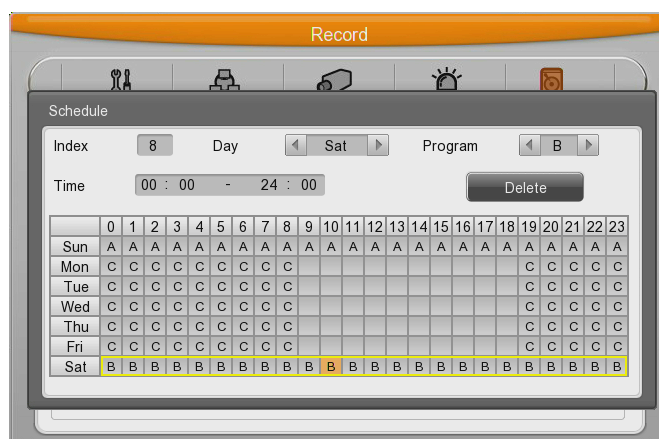 Record
Schedule
Index 8 Day Sat Program B
Time 00 : 00 - 24 : 00 Delete
0 1 2 3 4 5 6 7 8 9 10 11 12 13 14 15 16 17 18 19 20 21 22 23
Sun A A A A A A A A A A A A A A A A A A A A A A A A
Mon C C C C C C C C C C C C C C
Tue C C C C C C C C C C C C C C
Wed C C C C C C C C C C C C C C
Thu C C C C C C C C C C C C C C
Fri C C C C C C C C C C C C C C
Sat B B B B B B B B B B B B B B B B B B B B B B B B